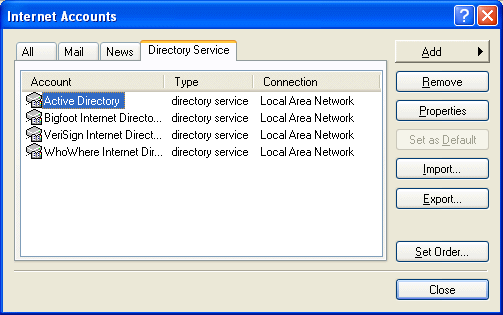 Internet Accounts
All Mail News Directory Service
Account Type Connection
Active Directory directory service Local Area Network
Bigfoot Internet Directo... directory service Local Area Network
VeriSign Internet Direct... directory service Local Area Network
WhoWhere Internet Dir... directory service Local Area Network
Add
Remove
Properties
Set as Default
Import...
Export...
Set Order...
Close